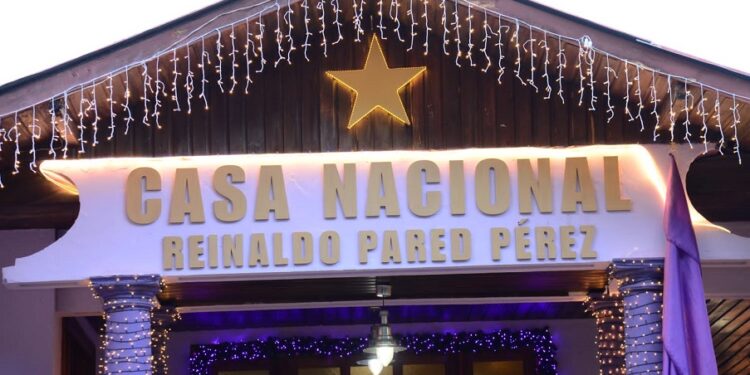 CASA NACIONAL
REINALDO PARED PÉREZ